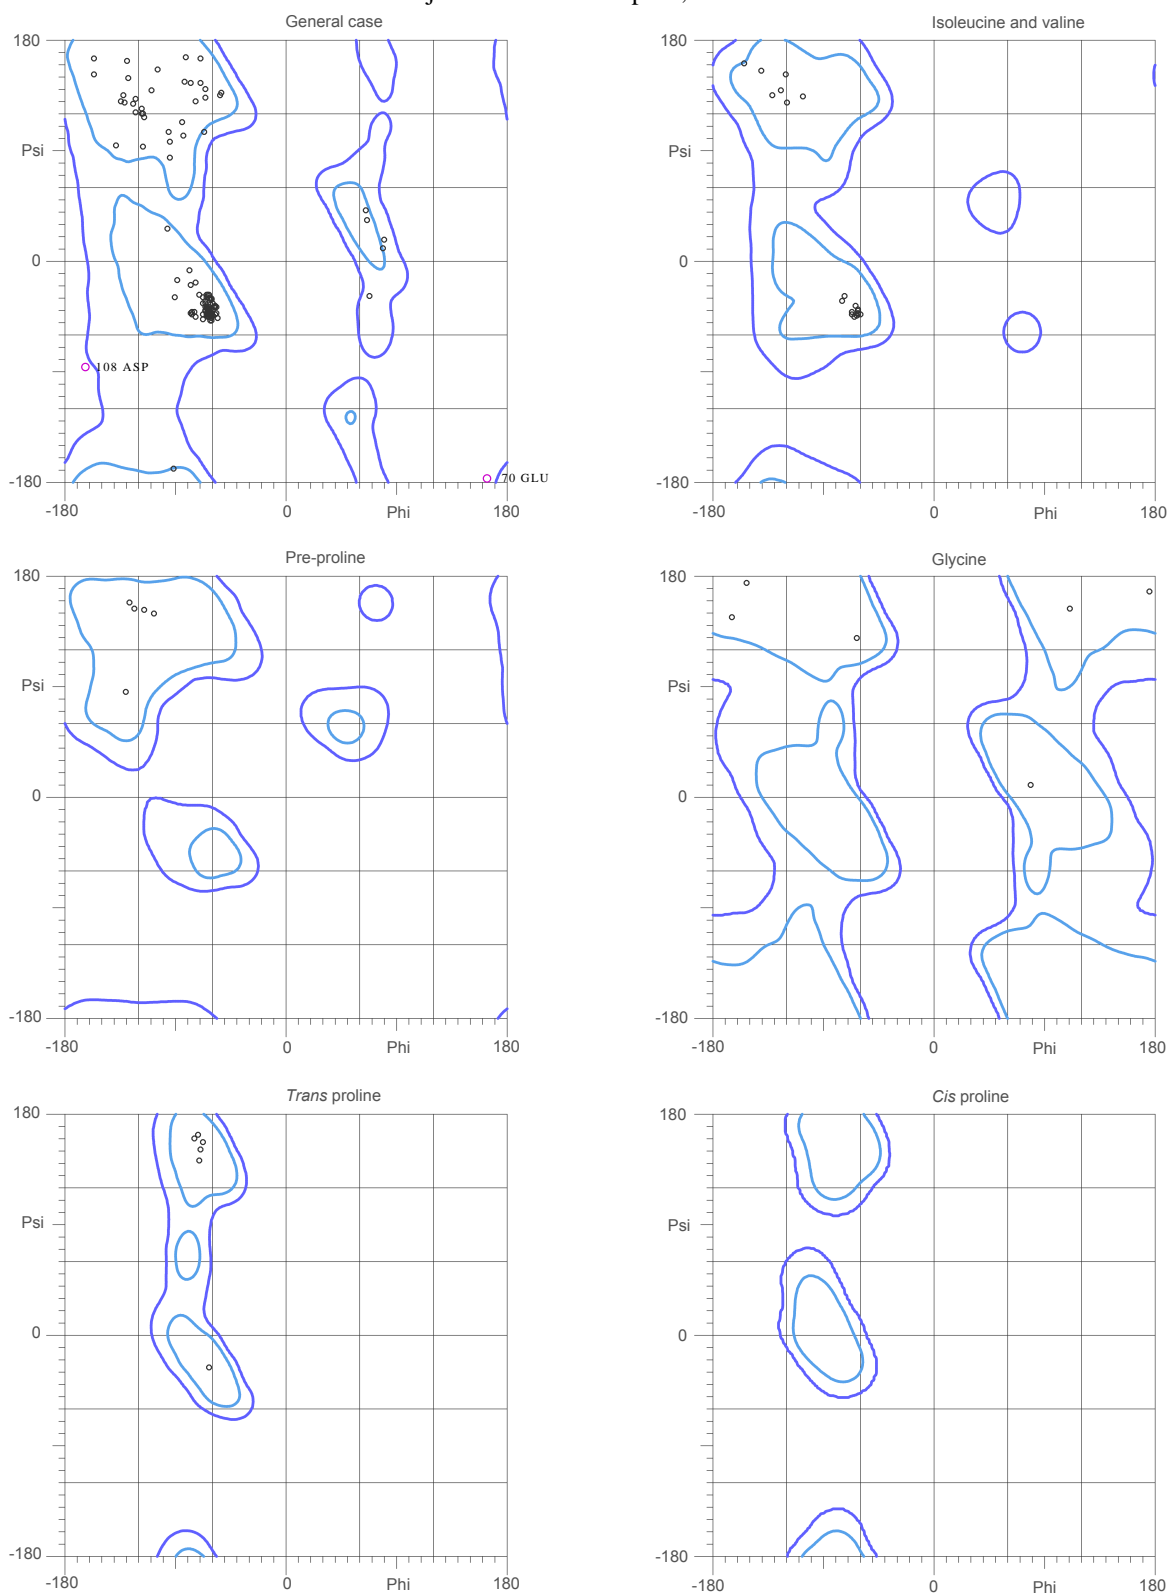 General case
Isoleucine and valine
180
180
Psi
Psi
0
0
108 ASP
70 GLU
-180
-180
-180
0
Phi
180
-180
0
Phi
180
Pre-proline
Glycine
180
180
Psi
Psi
0
0
-180
-180
-180
0
Phi
180
-180
0
Phi
180
Trans proline
Cis proline
180
180
Psi
Psi
0
0
-180
-180
-180
0
Phi
180
-180
0
Phi
180